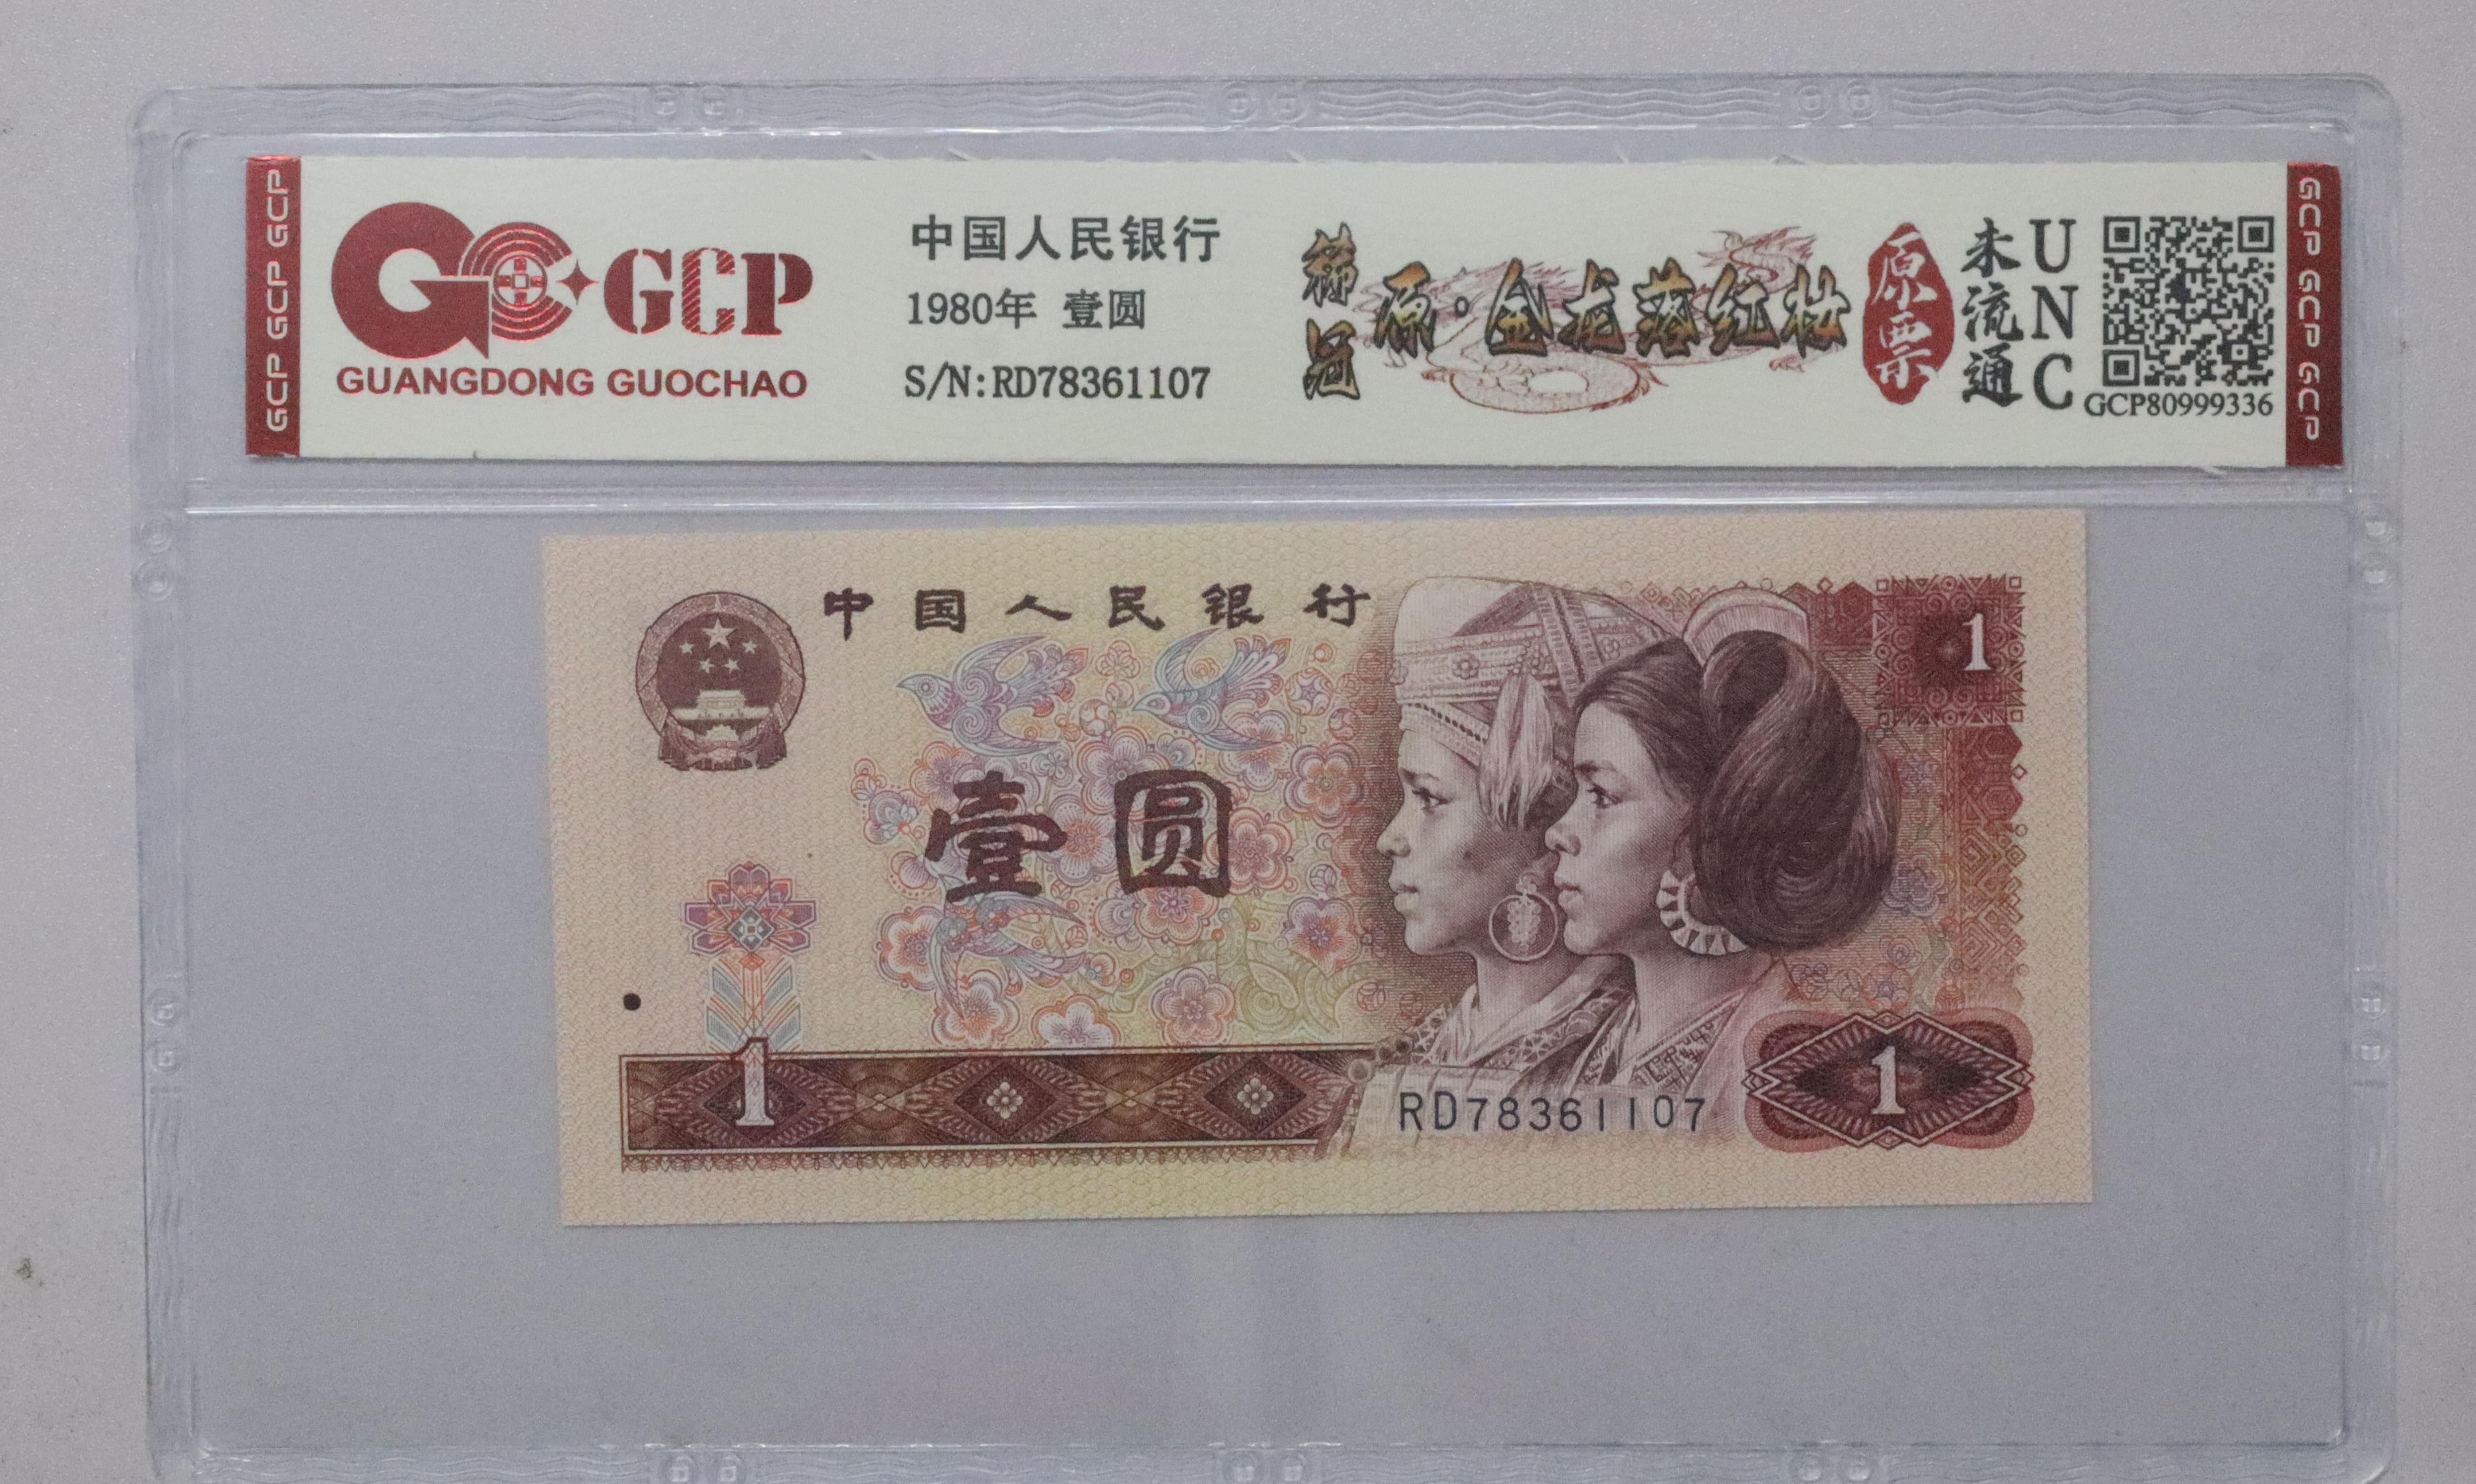 GCP GCP GCP
GCP
GUANGDONG GUOCHAO
中国人民银行
1980年 壹圆
S/N:RD78361107
稀冠
原·金龙落红妆
原票
未流通
UNC
GCP80999336
GCP GCP GCP
中国人民银行
1
壹圆
1
RD78361107
1